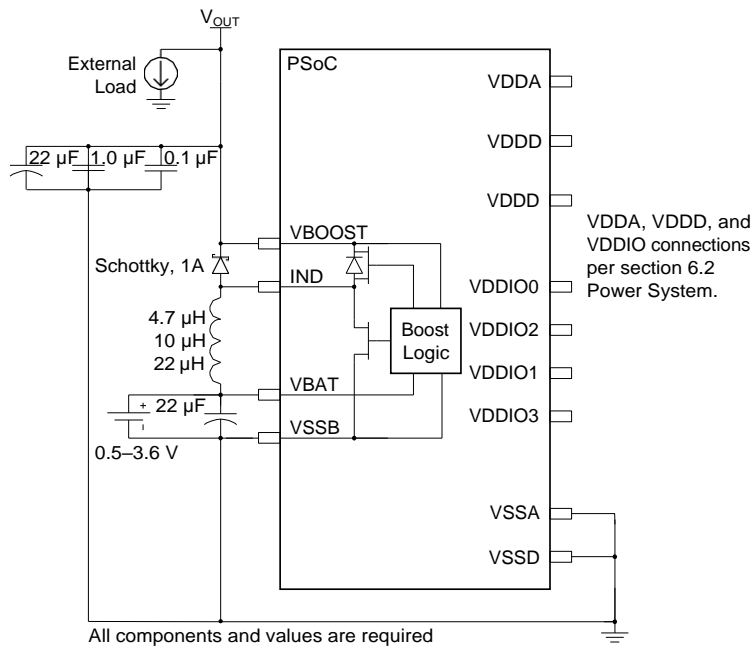 VOUT
External
Load
PSoC
VDDA
VDDD
VDDD
22 µF
1.0 µF
0.1 µF
VDDA, VDDD, and
VDDIO connections
per section 6.2
Power System.
VBOOST
Schottky, 1A
IND
VDDIO0
4.7 µH
10 µH
22 µH
Boost
Logic
VDDIO2
VDDIO1
VBAT
22 µF
+
-
VDDIO3
VSSB
0.5–3.6 V
VSSA
VSSD
All components and values are required